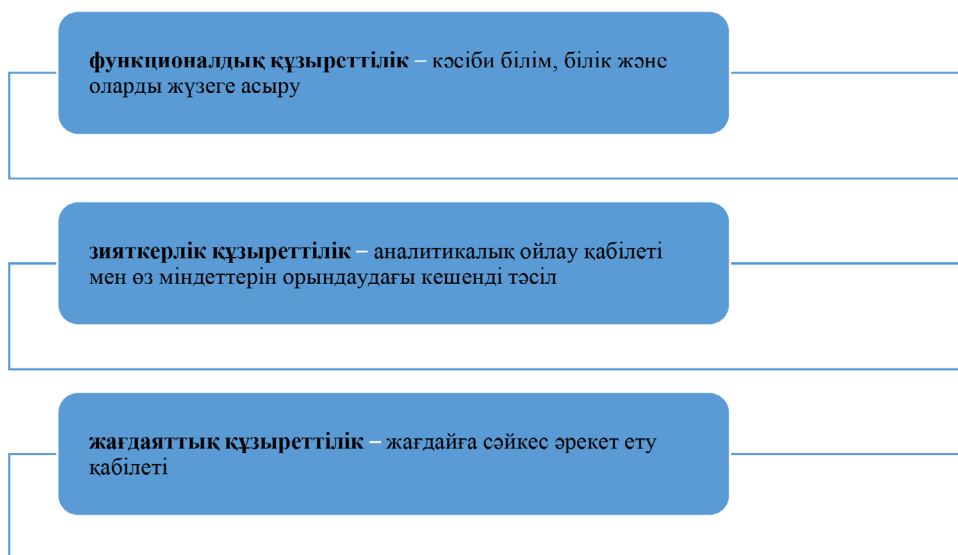 функционалдық құзыреттілік – кәсіби білім, білік және
оларды жүзеге асыру
зияткерлік құзыреттілік – аналитикалық ойлау қабілеті
мен өз міндеттерін орындаудағы кешенді тәсіл
жағдаяттық құзыреттілік – жағдайға сәйкес әрекет ету
қабілеті